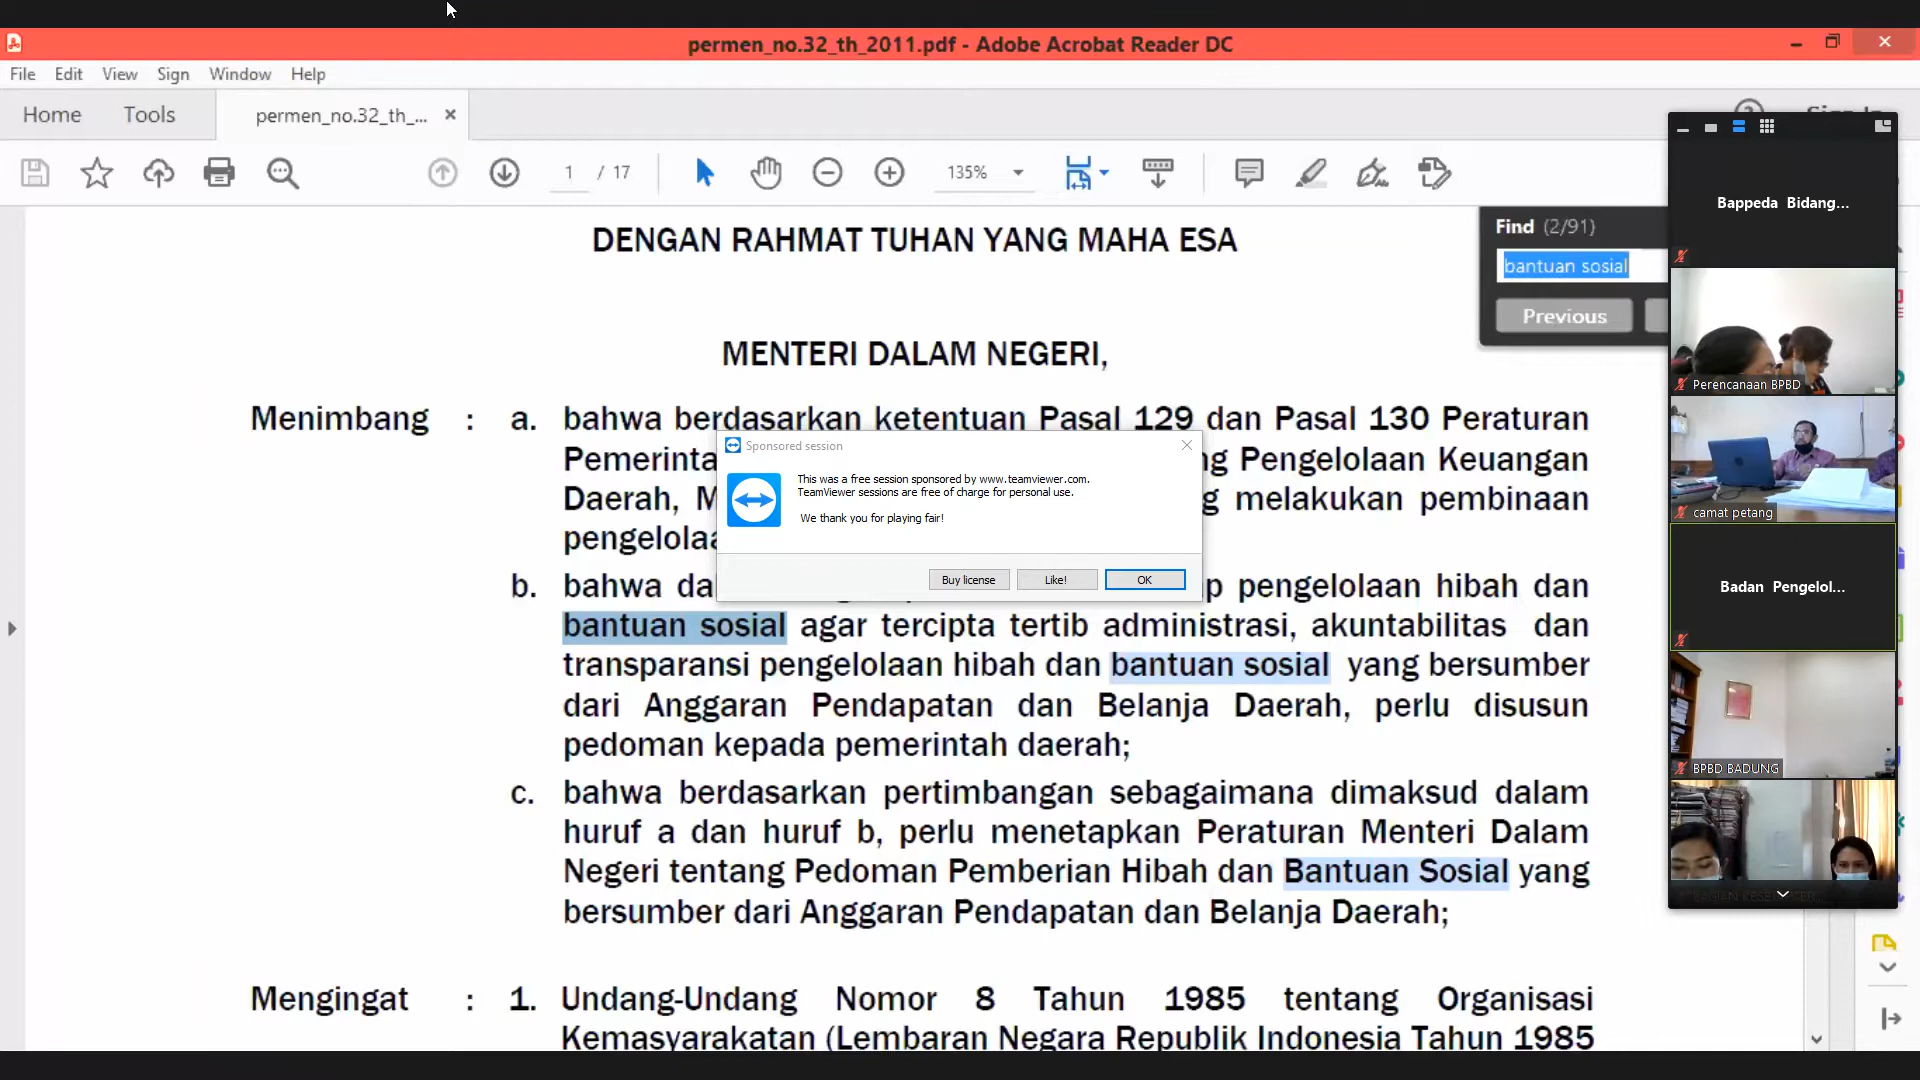 permen_no.32_th_2011.pdf - Adobe Acrobat Reader DC
File Edit View Sign Window Help
Home Tools permen_no.32_th_...
1 / 17 135%
Find (2/91)
bantuan sosial
Previous
DENGAN RAHMAT TUHAN YANG MAHA ESA
MENTERI DALAM NEGERI,
Menimbang : a. bahwa berdasarkan ketentuan Pasal 129 dan Pasal 130 Peraturan
Pemerinta ng Pengelolaan Keuangan
Daerah, M g melakukan pembinaan
pengelolaa
b. bahwa da p pengelolaan hibah dan
bantuan sosial agar tercipta tertib administrasi, akuntabilitas dan
transparansi pengelolaan hibah dan bantuan sosial yang bersumber
dari Anggaran Pendapatan dan Belanja Daerah, perlu disusun
pedoman kepada pemerintah daerah;
c. bahwa berdasarkan pertimbangan sebagaimana dimaksud dalam
huruf a dan huruf b, perlu menetapkan Peraturan Menteri Dalam
Negeri tentang Pedoman Pemberian Hibah dan Bantuan Sosial yang
bersumber dari Anggaran Pendapatan dan Belanja Daerah;
Mengingat : 1. Undang-Undang Nomor 8 Tahun 1985 tentang Organisasi
Kemasyarakatan (Lembaran Negara Republik Indonesia Tahun 1985
Sponsored session
This was a free session sponsored by www.teamviewer.com.
TeamViewer sessions are free of charge for personal use.
We thank you for playing fair!
Buy license Like! OK
Bappeda Bidang...
Perencanaan BPBD
camat petang
Badan Pengelol...
BPBD BADUNG